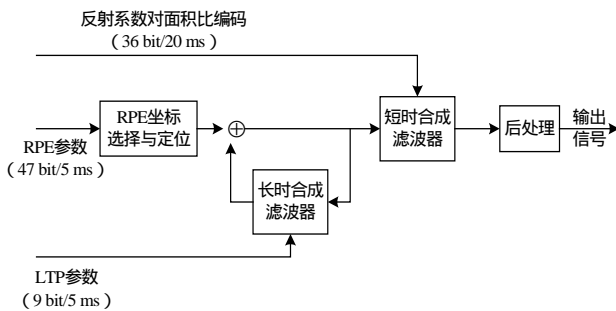 反射系数对面积比编码
（36 bit/20 ms）
RPE坐标
选择与定位
短时合成
滤波器
后处理
输出
信号
RPE参数
（47 bit/5 ms）
长时合成
滤波器
LTP参数
（9 bit/5 ms）